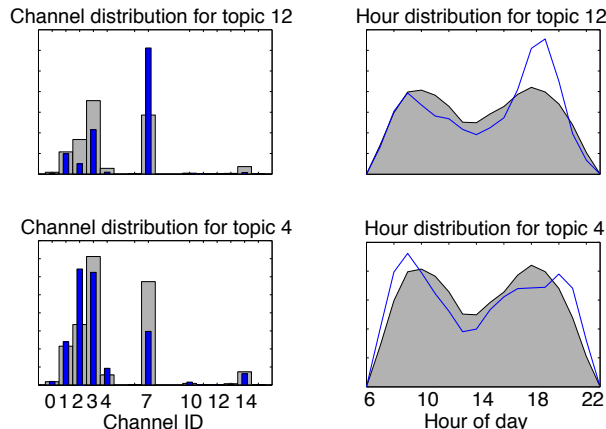 Channel distribution for topic 12
Hour distribution for topic 12
Channel distribution for topic 4
Hour distribution for topic 4
0 1 2 3 4 7 10 12 14
6 10 14 18 22
Channel ID
Hour of day